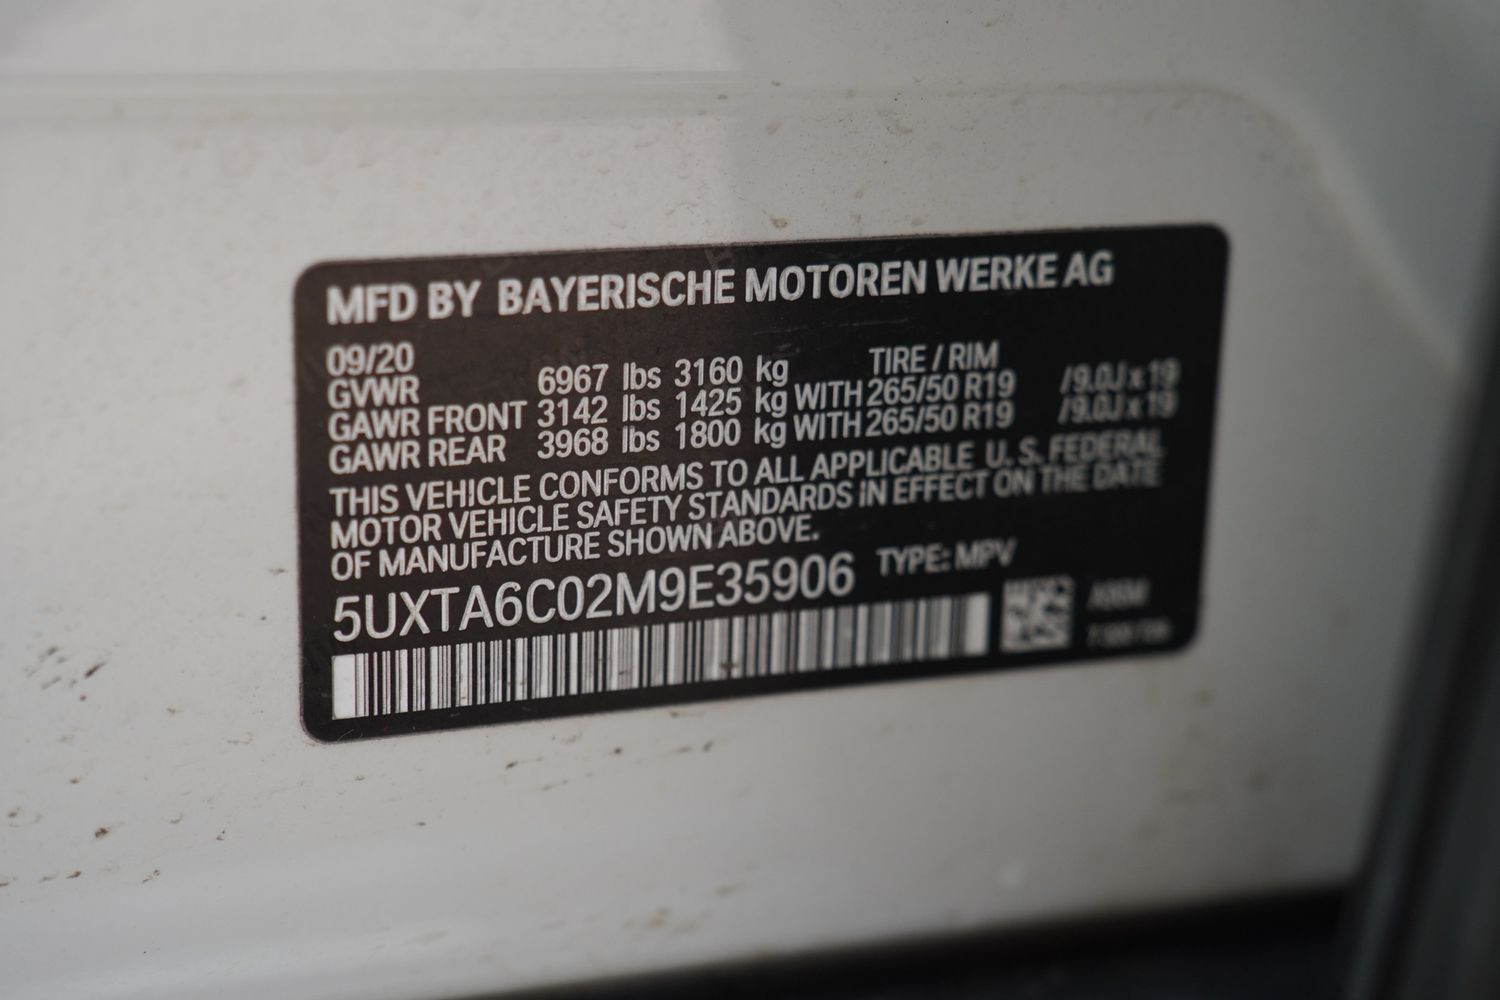 MFD BY BAYERISCHE MOTOREN WERKE AG
09/20 TIRE / RIM
GVWR 6967 lbs 3160 kg
GAWR FRONT 3142 lbs 1425 kg WITH 265/50 R19 /9.0J x 19
GAWR REAR 3968 lbs 1800 kg WITH 265/50 R19 /9.0J x 19
THIS VEHICLE CONFORMS TO ALL APPLICABLE U. S. FEDERAL
MOTOR VEHICLE SAFETY STANDARDS IN EFFECT ON THE DATE
OF MANUFACTURE SHOWN ABOVE.
5UXTA6C02M9E35906 TYPE: MPV